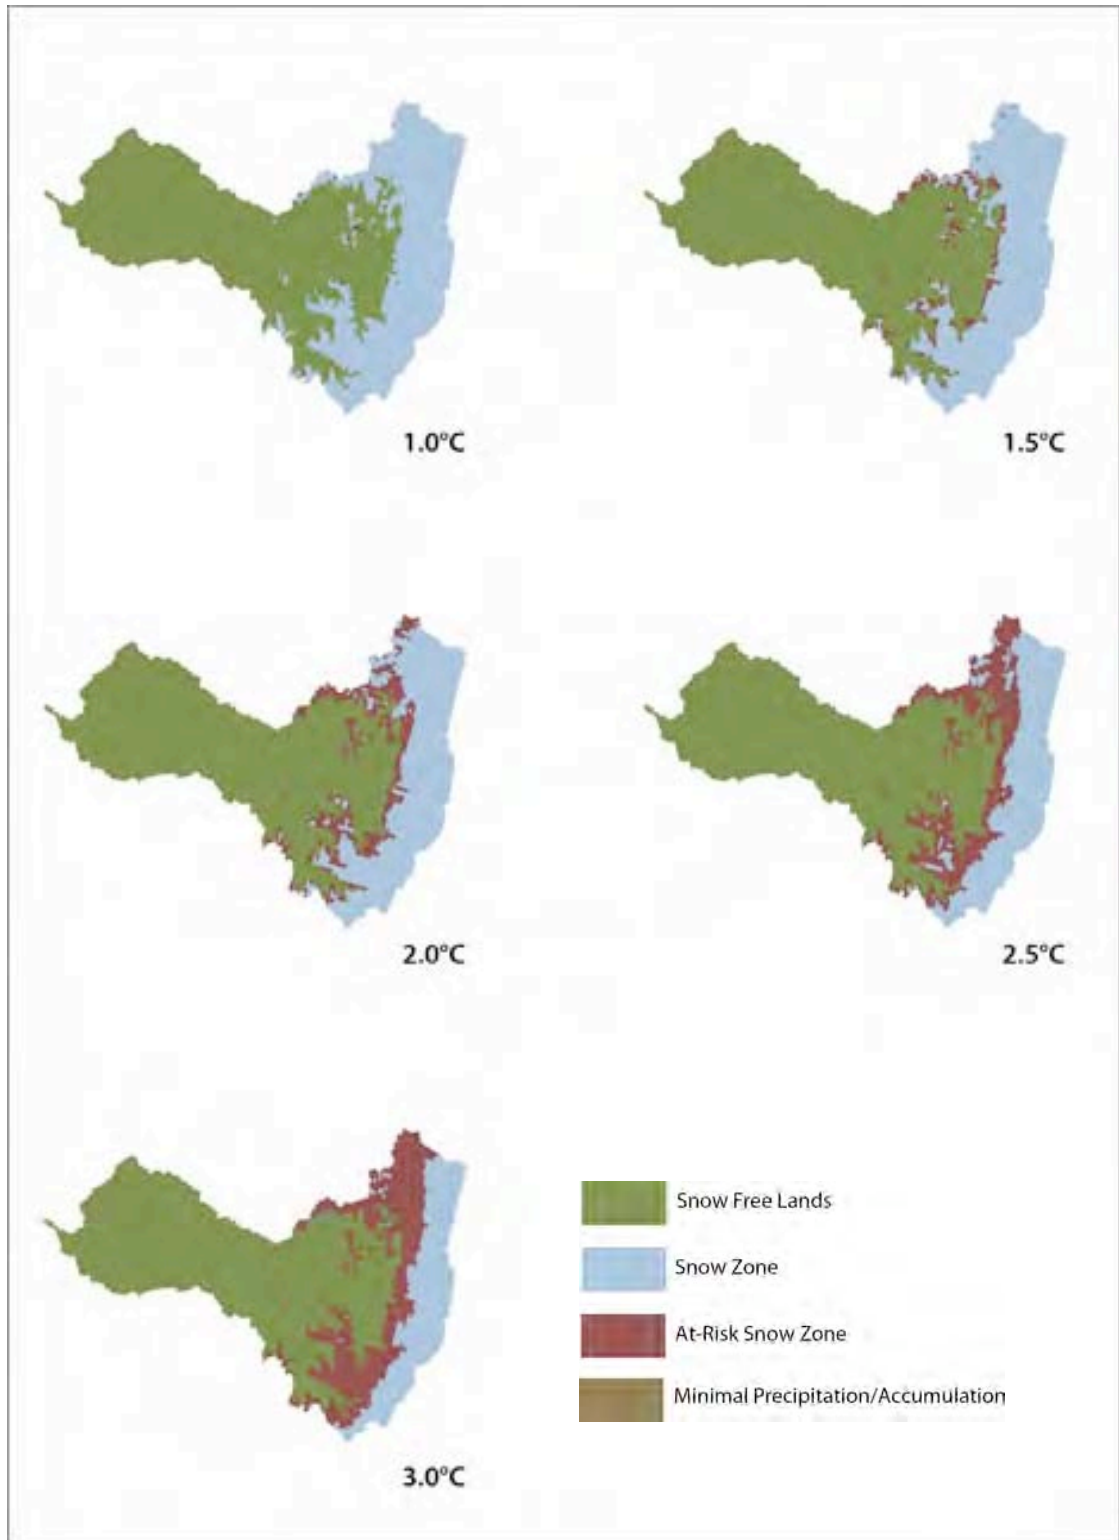 1.0°C
1.5°C
2.0°C
2.5°C
3.0°C
Snow Free Lands
Snow Zone
At-Risk Snow Zone
Minimal Precipitation/Accumulation